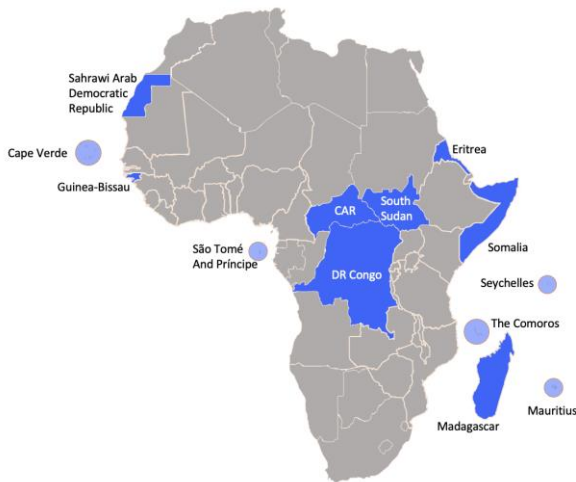 Sahrawi Arab
Democratic
Republic
Cape Verde
Eritrea
Guinea-Bissau
CAR
South
Sudan
São Tomé
And Príncipe
Somalia
DR Congo
Seychelles
The Comoros
Mauritius
Madagascar